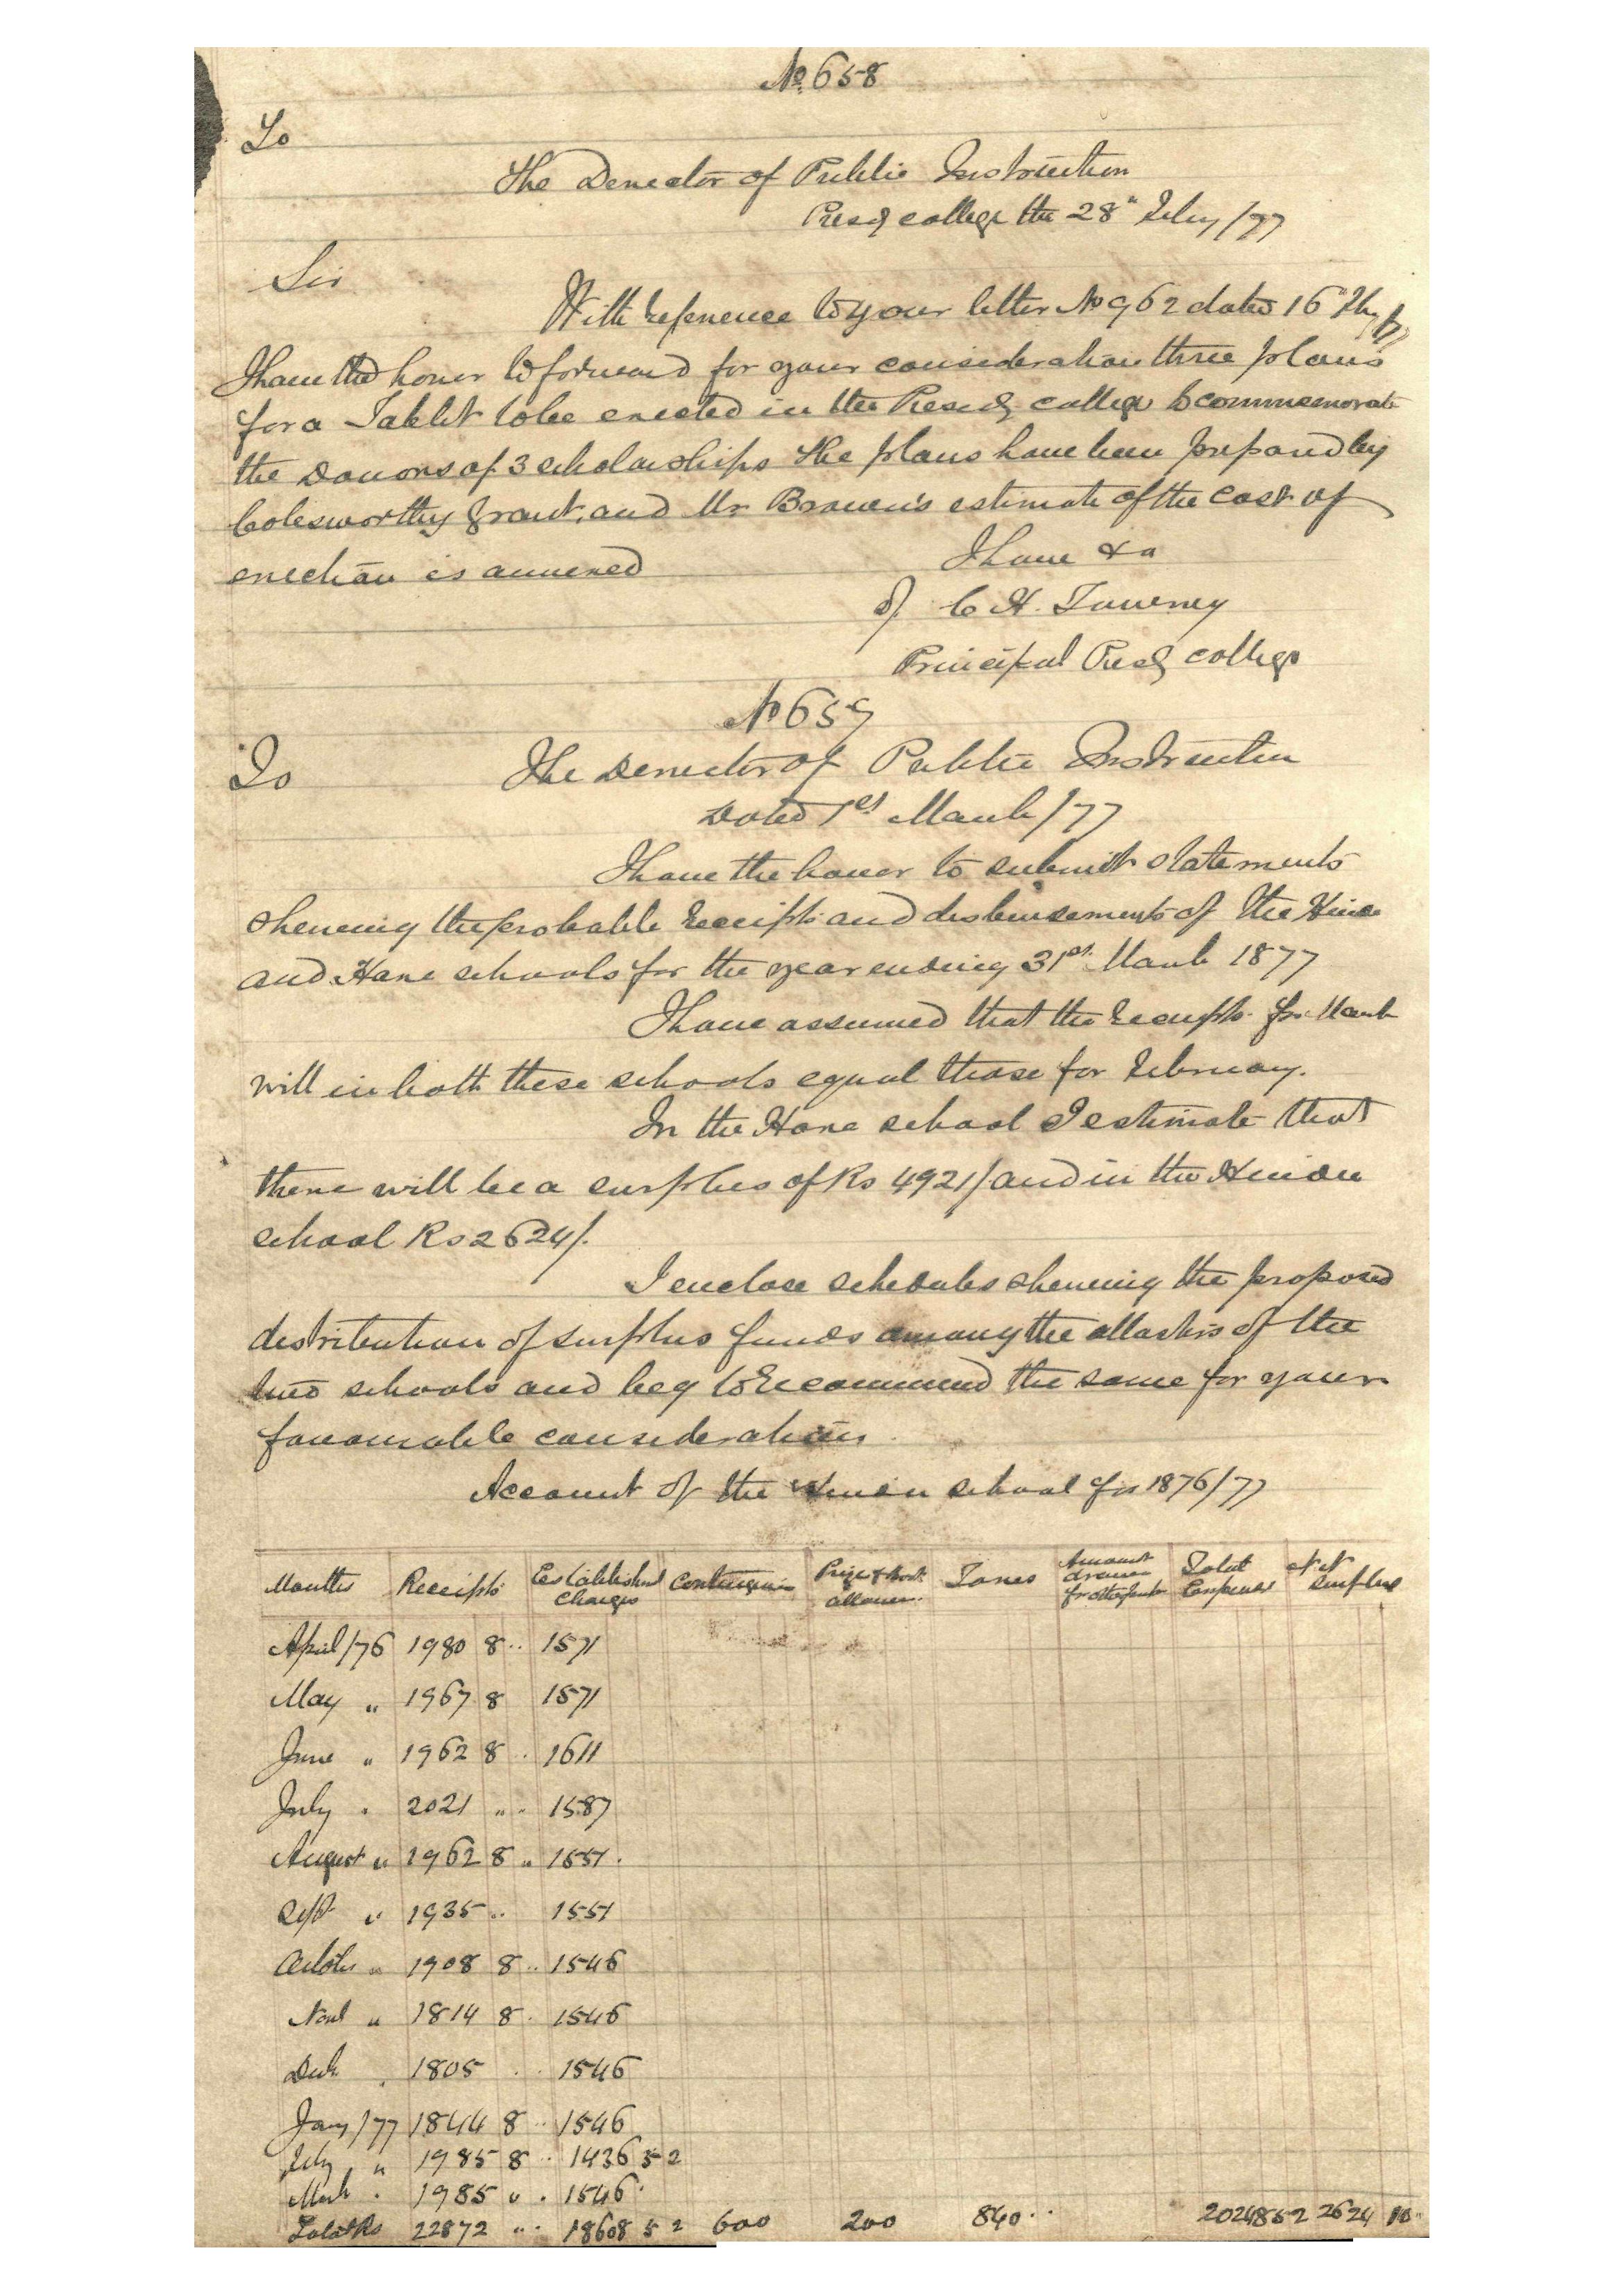 No 658
To
The Director of Public Instruction
Presy college the 28" Feby /77
Sir
With reference to your letter No 962 dated 16"
I have the honor to forward for your consideration three plans
for a Tablet to be erected in the Presy college to commemorate
the Donors of 3 scholarships The plans have been prepared by
Colesworthy Grant, and Mr Brown's estimate of the cost of
erection is annexed
I have &a
C H. Tawney
Principal Presy college
No 659
To
The Director of Public Instruction
Dated 1st March /77
I have the honor to submit statements
shewing the probable receipts and disbursements of the Hindu
and Hare schools for the year ending 31st March 1877
I have assumed that the receipts for March
will in both these schools equal those for February.
In the Hare school I estimate that
there will be a surplus of Rs 4921/ and in the Hindu
school Rs 2624/.
I enclose schedules shewing the proposed
distribution of surplus funds among the masters of the
two schools and beg to recommend the same for your
favourable consideration
Account of the Hindu school for 1876/77
Months Receipts Established Charges Contingencies Prize & Book allowan. Taxes Amount drawn Total Expenses Nt Surplus
April /76 1980 8 .. 1571
May " 1967 8 1571
June " 1962 8 . 1611
July . 2021 " .. 1587
August " 1962 8 " 1551.
Sept " 1935 .. 1551
October " 1908 8 .. 1546
Novr " 1814 8 . 1546
Decr . 1805 .. 1546
Jany /77 1844 8 .. 1546
Feby " 1985 8 . 1436 5 2
March . 1985 " . 1546
Total Rs 22872 " .. 18608 5 2 600 200 840 .. 20248 5 2 2624 10